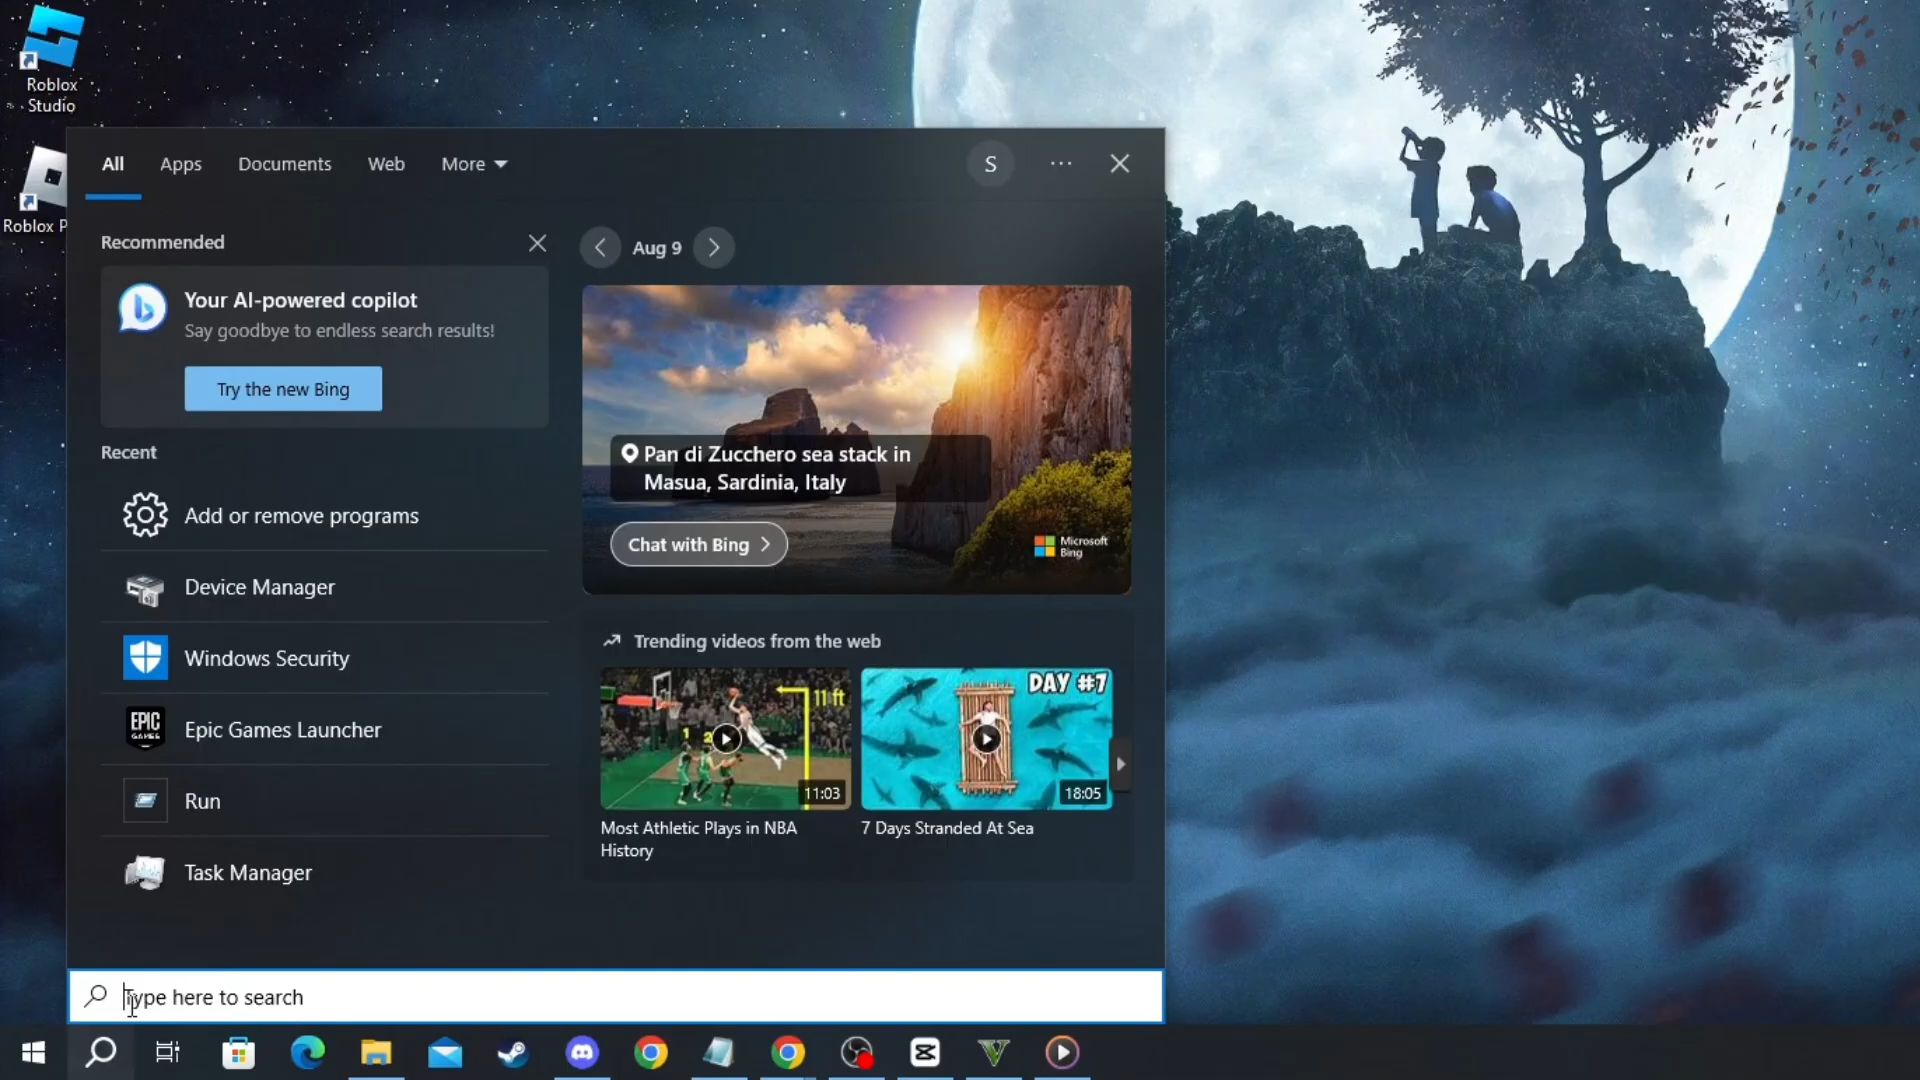 Roblox
Studio
Roblox P
All
Apps
Documents
Web
More
S
Recommended
Your AI-powered copilot
Say goodbye to endless search results!
Try the new Bing
Recent
Add or remove programs
Device Manager
Windows Security
EPIC
GAMES
Epic Games Launcher
Run
Task Manager
Aug 9
Pan di Zucchero sea stack in
Masua, Sardinia, Italy
Chat with Bing
Microsoft
Bing
Trending videos from the web
11 ft
1 2
11:03
Most Athletic Plays in NBA
History
DAY #7
18:05
7 Days Stranded At Sea
Type here to search